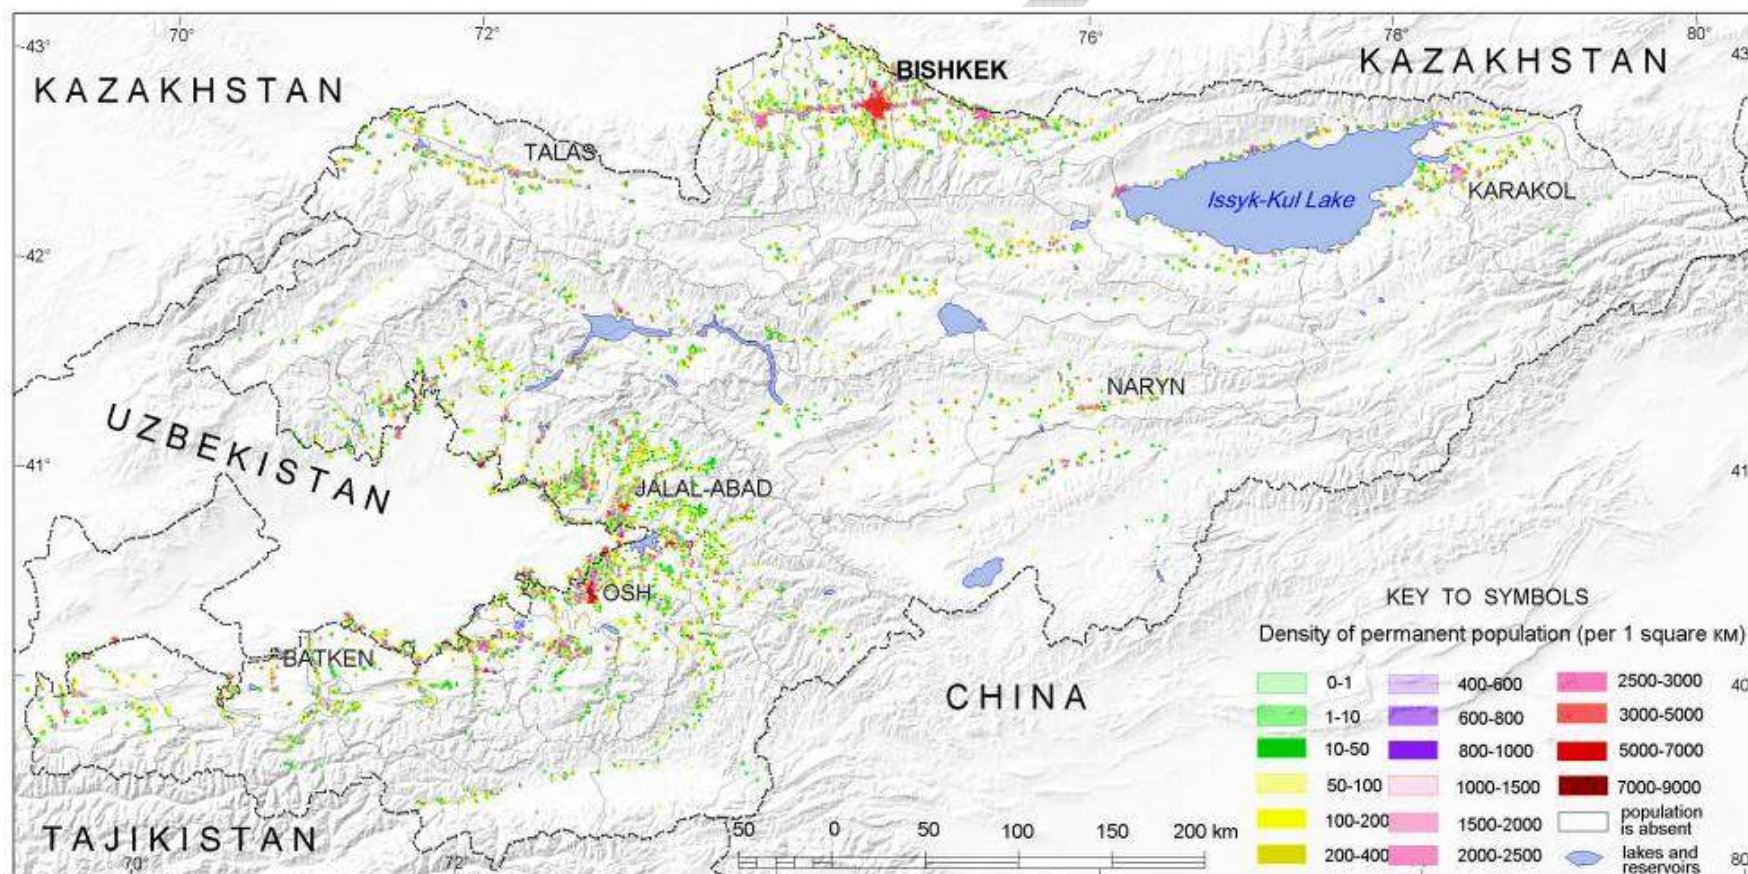 70°
72°
76°
78°
80°
43°
43
KAZAKHSTAN
KAZAKHSTAN
BISHKEK
TALAS
Issyk-Kul Lake
KARAKOL
42°
NARYN
UZBEKISTAN
41°
41
JALAL-ABAD
OSH
BATKEN
CHINA
TAJIKISTAN
40
70°
72°
80
50 0 50 100 150 200 km
KEY TO SYMBOLS
Density of permanent population (per 1 square км)
0-1 400-600 2500-3000
1-10 600-800 3000-5000
10-50 800-1000 5000-7000
50-100 1000-1500 7000-9000
100-200 1500-2000 population
is absent
200-400 2000-2500 lakes and
reservoirs